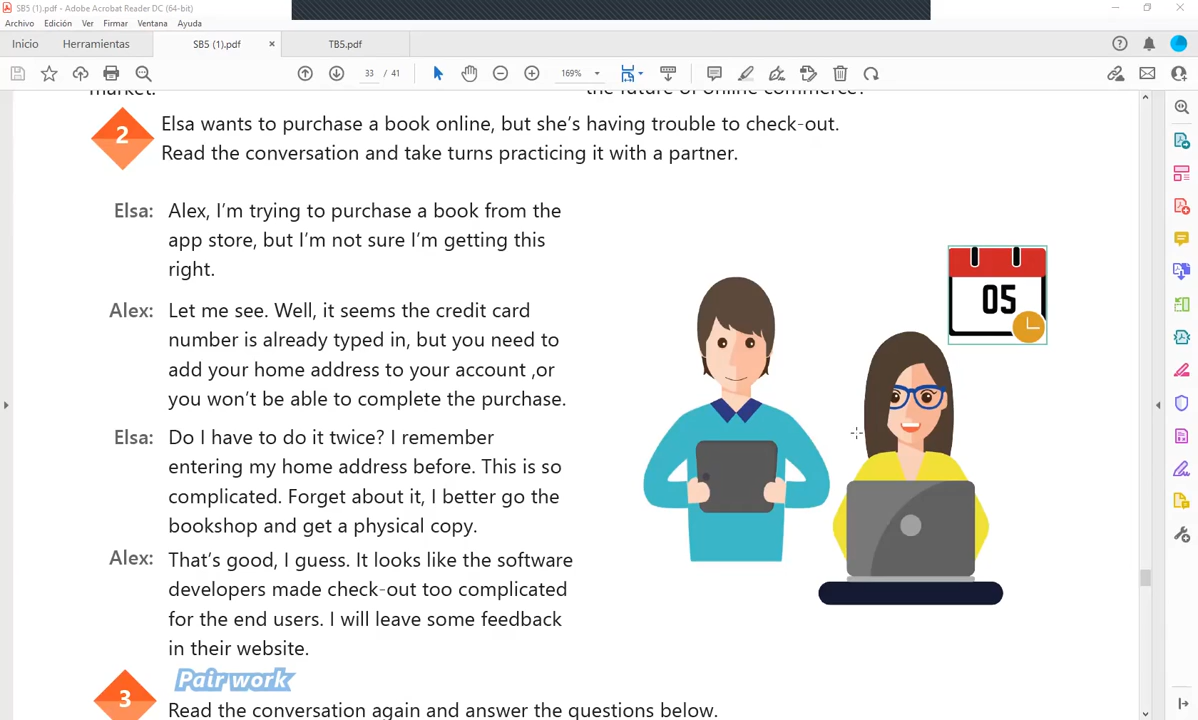 SB5 (1).pdf - Adobe Acrobat Reader DC (64-bit)
Archivo Edición Ver Firmar Ventana Ayuda
Inicio Herramientas SB5 (1).pdf × TB5.pdf
33 / 41 169%
market. the future of online commerce?
2 Elsa wants to purchase a book online, but she's having trouble to check-out.
Read the conversation and take turns practicing it with a partner.
Elsa: Alex, I'm trying to purchase a book from the
app store, but I'm not sure I'm getting this
right.
Alex: Let me see. Well, it seems the credit card
number is already typed in, but you need to
add your home address to your account ,or
you won't be able to complete the purchase.
Elsa: Do I have to do it twice? I remember
entering my home address before. This is so
complicated. Forget about it, I better go the
bookshop and get a physical copy.
Alex: That's good, I guess. It looks like the software
developers made check-out too complicated
for the end users. I will leave some feedback
in their website.
05
Pair work
3 Read the conversation again and answer the questions below.